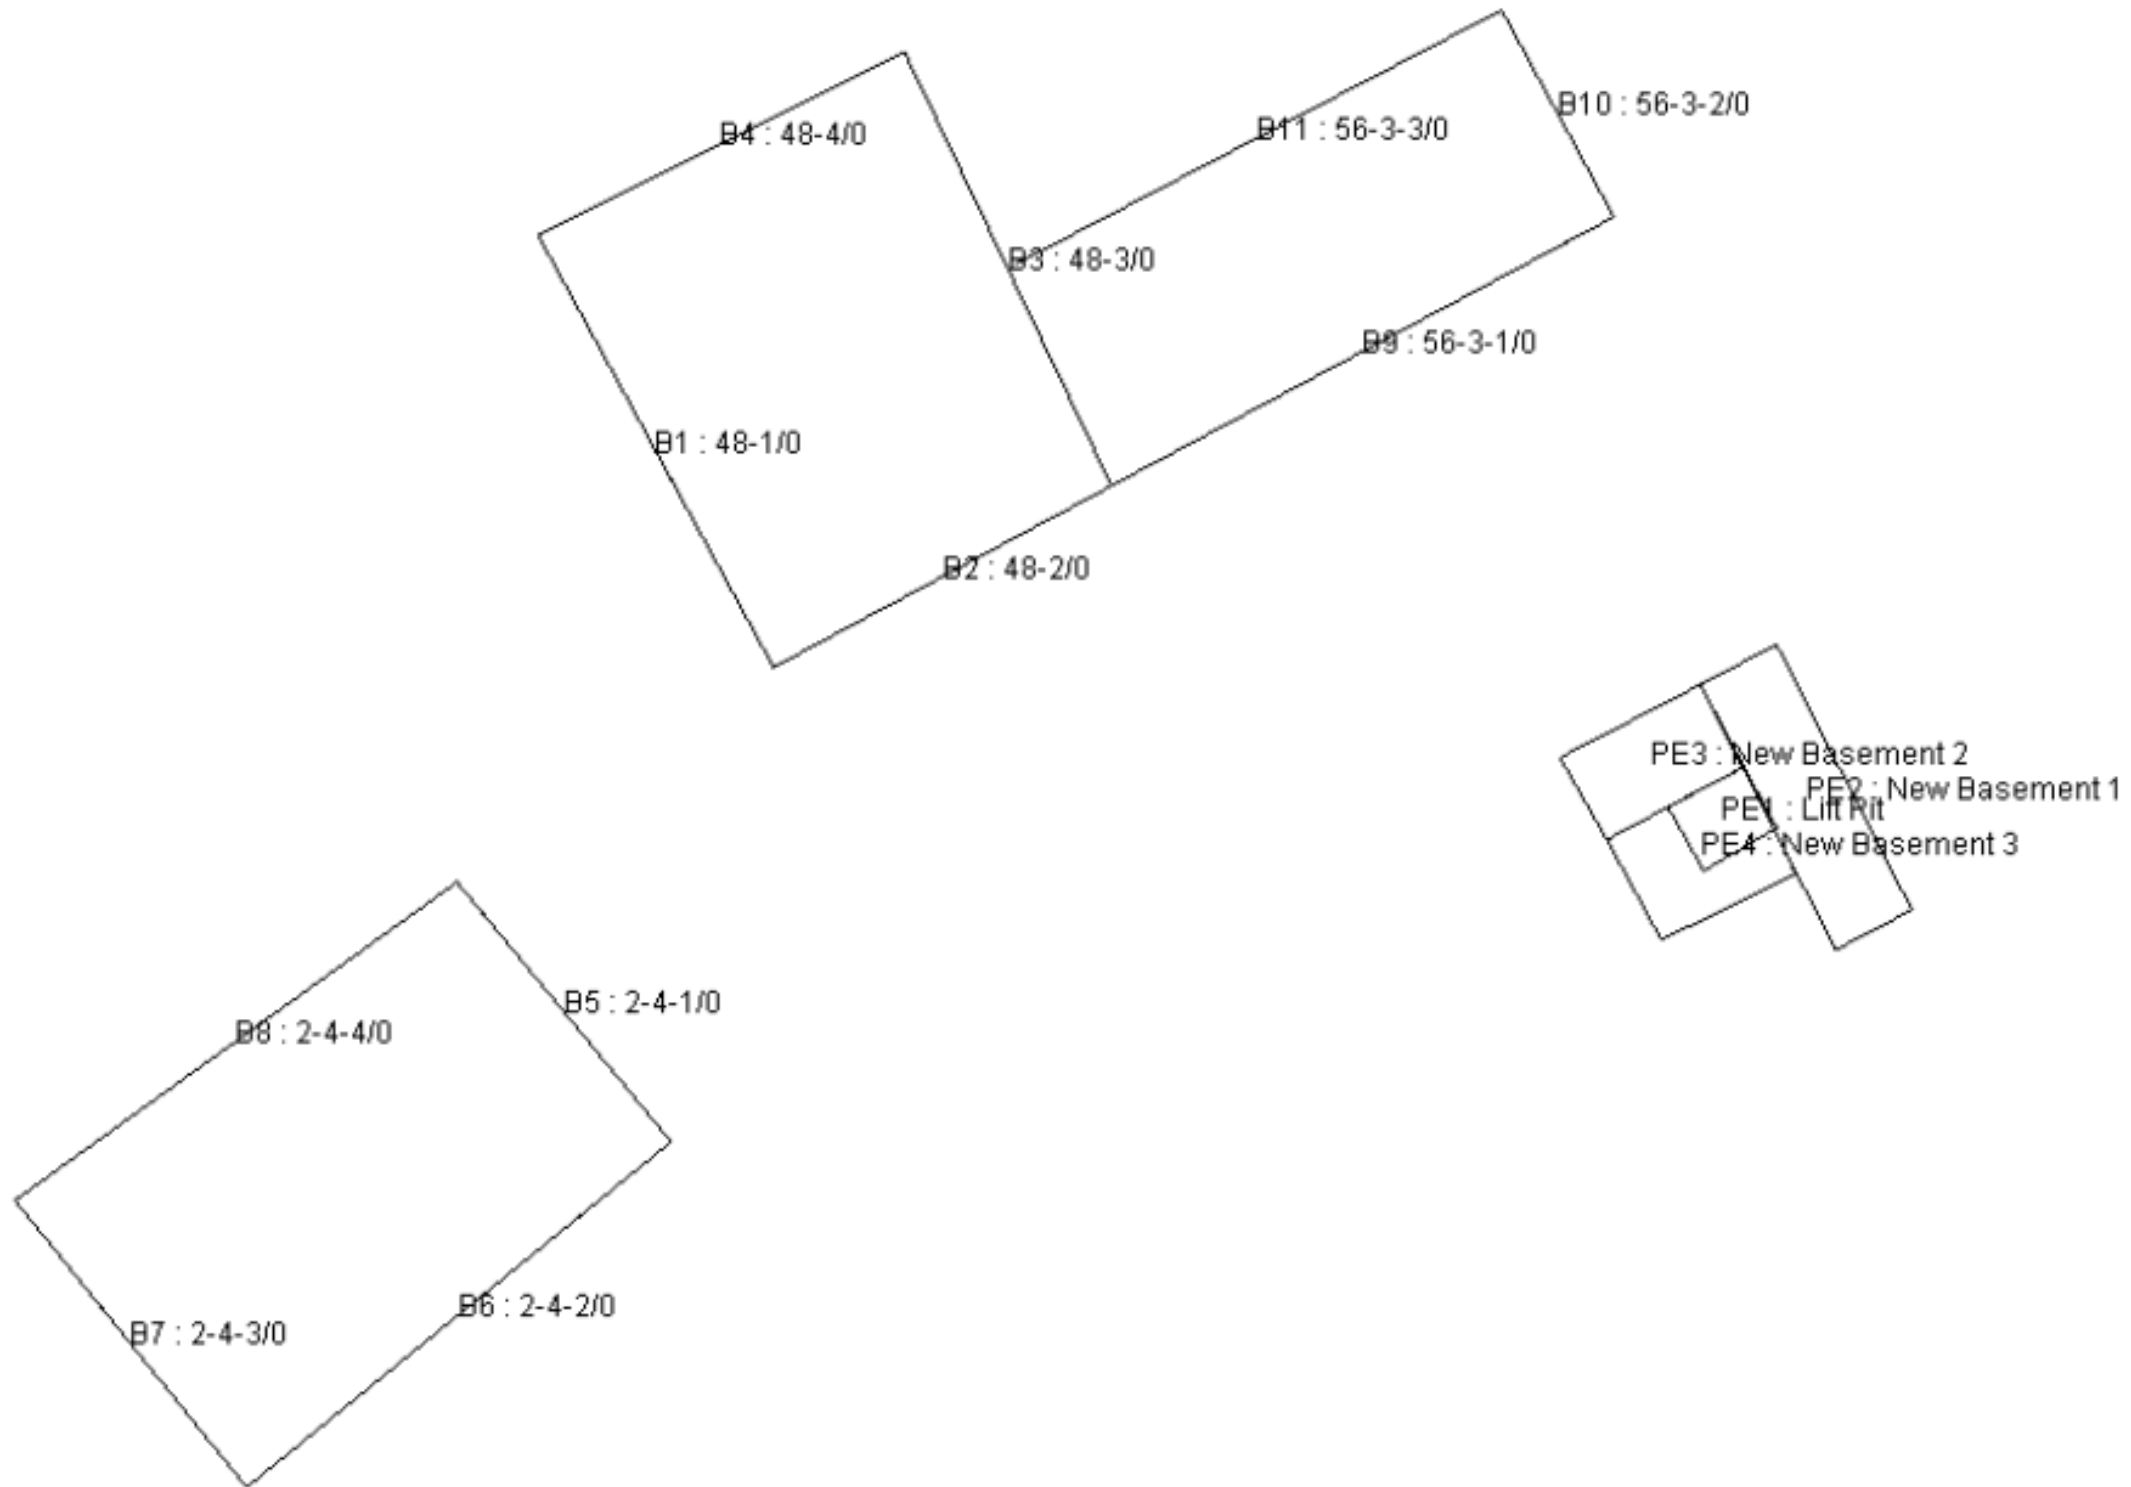 B10 : 56-3-2/0
B4 : 48-4/0
B11 : 56-3-3/0
B3 : 48-3/0
B9 : 56-3-1/0
B1 : 48-1/0
B2 : 48-2/0
PE3 : New Basement 2
PE2 : New Basement 1
PE1 : Lift Pit
PE4 : New Basement 3
B5 : 2-4-1/0
B8 : 2-4-4/0
B6 : 2-4-2/0
B7 : 2-4-3/0